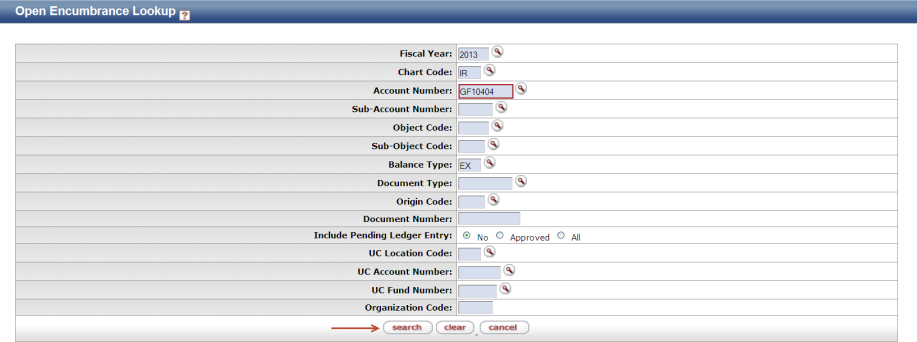 Open Encumbrance Lookup ?
Fiscal Year: 2013
Chart Code: IR
Account Number: GF10404
Sub-Account Number:
Object Code:
Sub-Object Code:
Balance Type: EX
Document Type:
Origin Code:
Document Number:
Include Pending Ledger Entry: No Approved All
UC Location Code:
UC Account Number:
UC Fund Number:
Organization Code:
search clear cancel